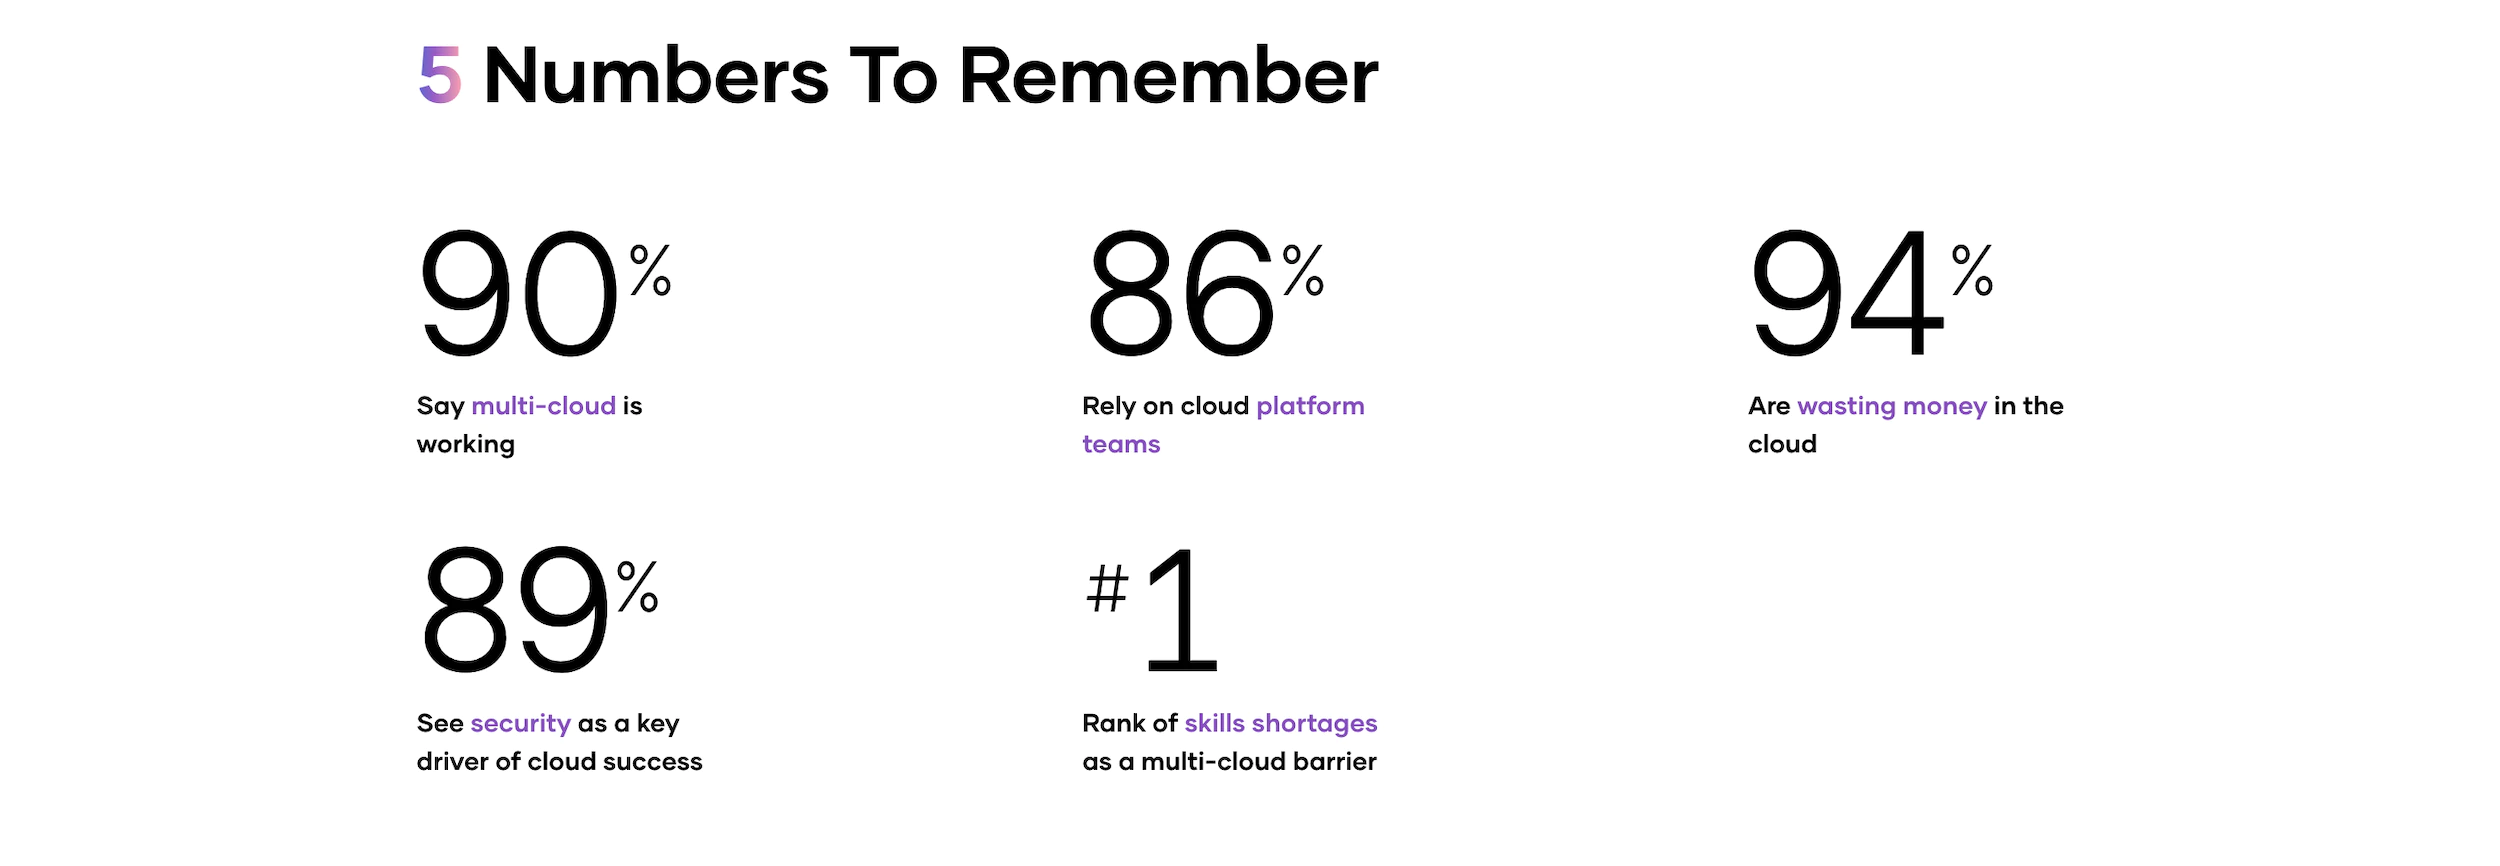 5 Numbers To Remember
90%
Say multi-cloud is
working
86%
Rely on cloud platform
teams
94%
Are wasting money in the
cloud
89%
See security as a key
driver of cloud success
#1
Rank of skills shortages
as a multi-cloud barrier